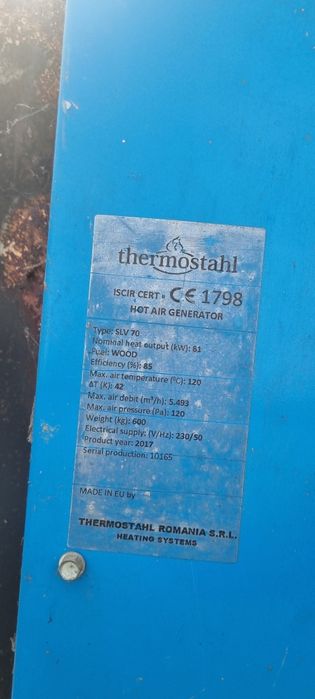 thermostahl
ISCIR CERT» CE 1798
HOT AIR GENERATOR
Type: SLV 70
Nominal heat output (kW): 81
Fuel: WOOD
Efficiency (%): 85
Max. air temperature (°C): 120
ΔT (K): 42
Max. air debit (m³/h): 5.493
Max. air pressure (Pa): 120
Weight (kg): 600
Electrical supply: (V/Hz): 230/50
Product year: 2017
Serial production: 10165
MADE IN EU by
THERMOSTAHL ROMANIA S.R.L.
HEATING SYSTEMS